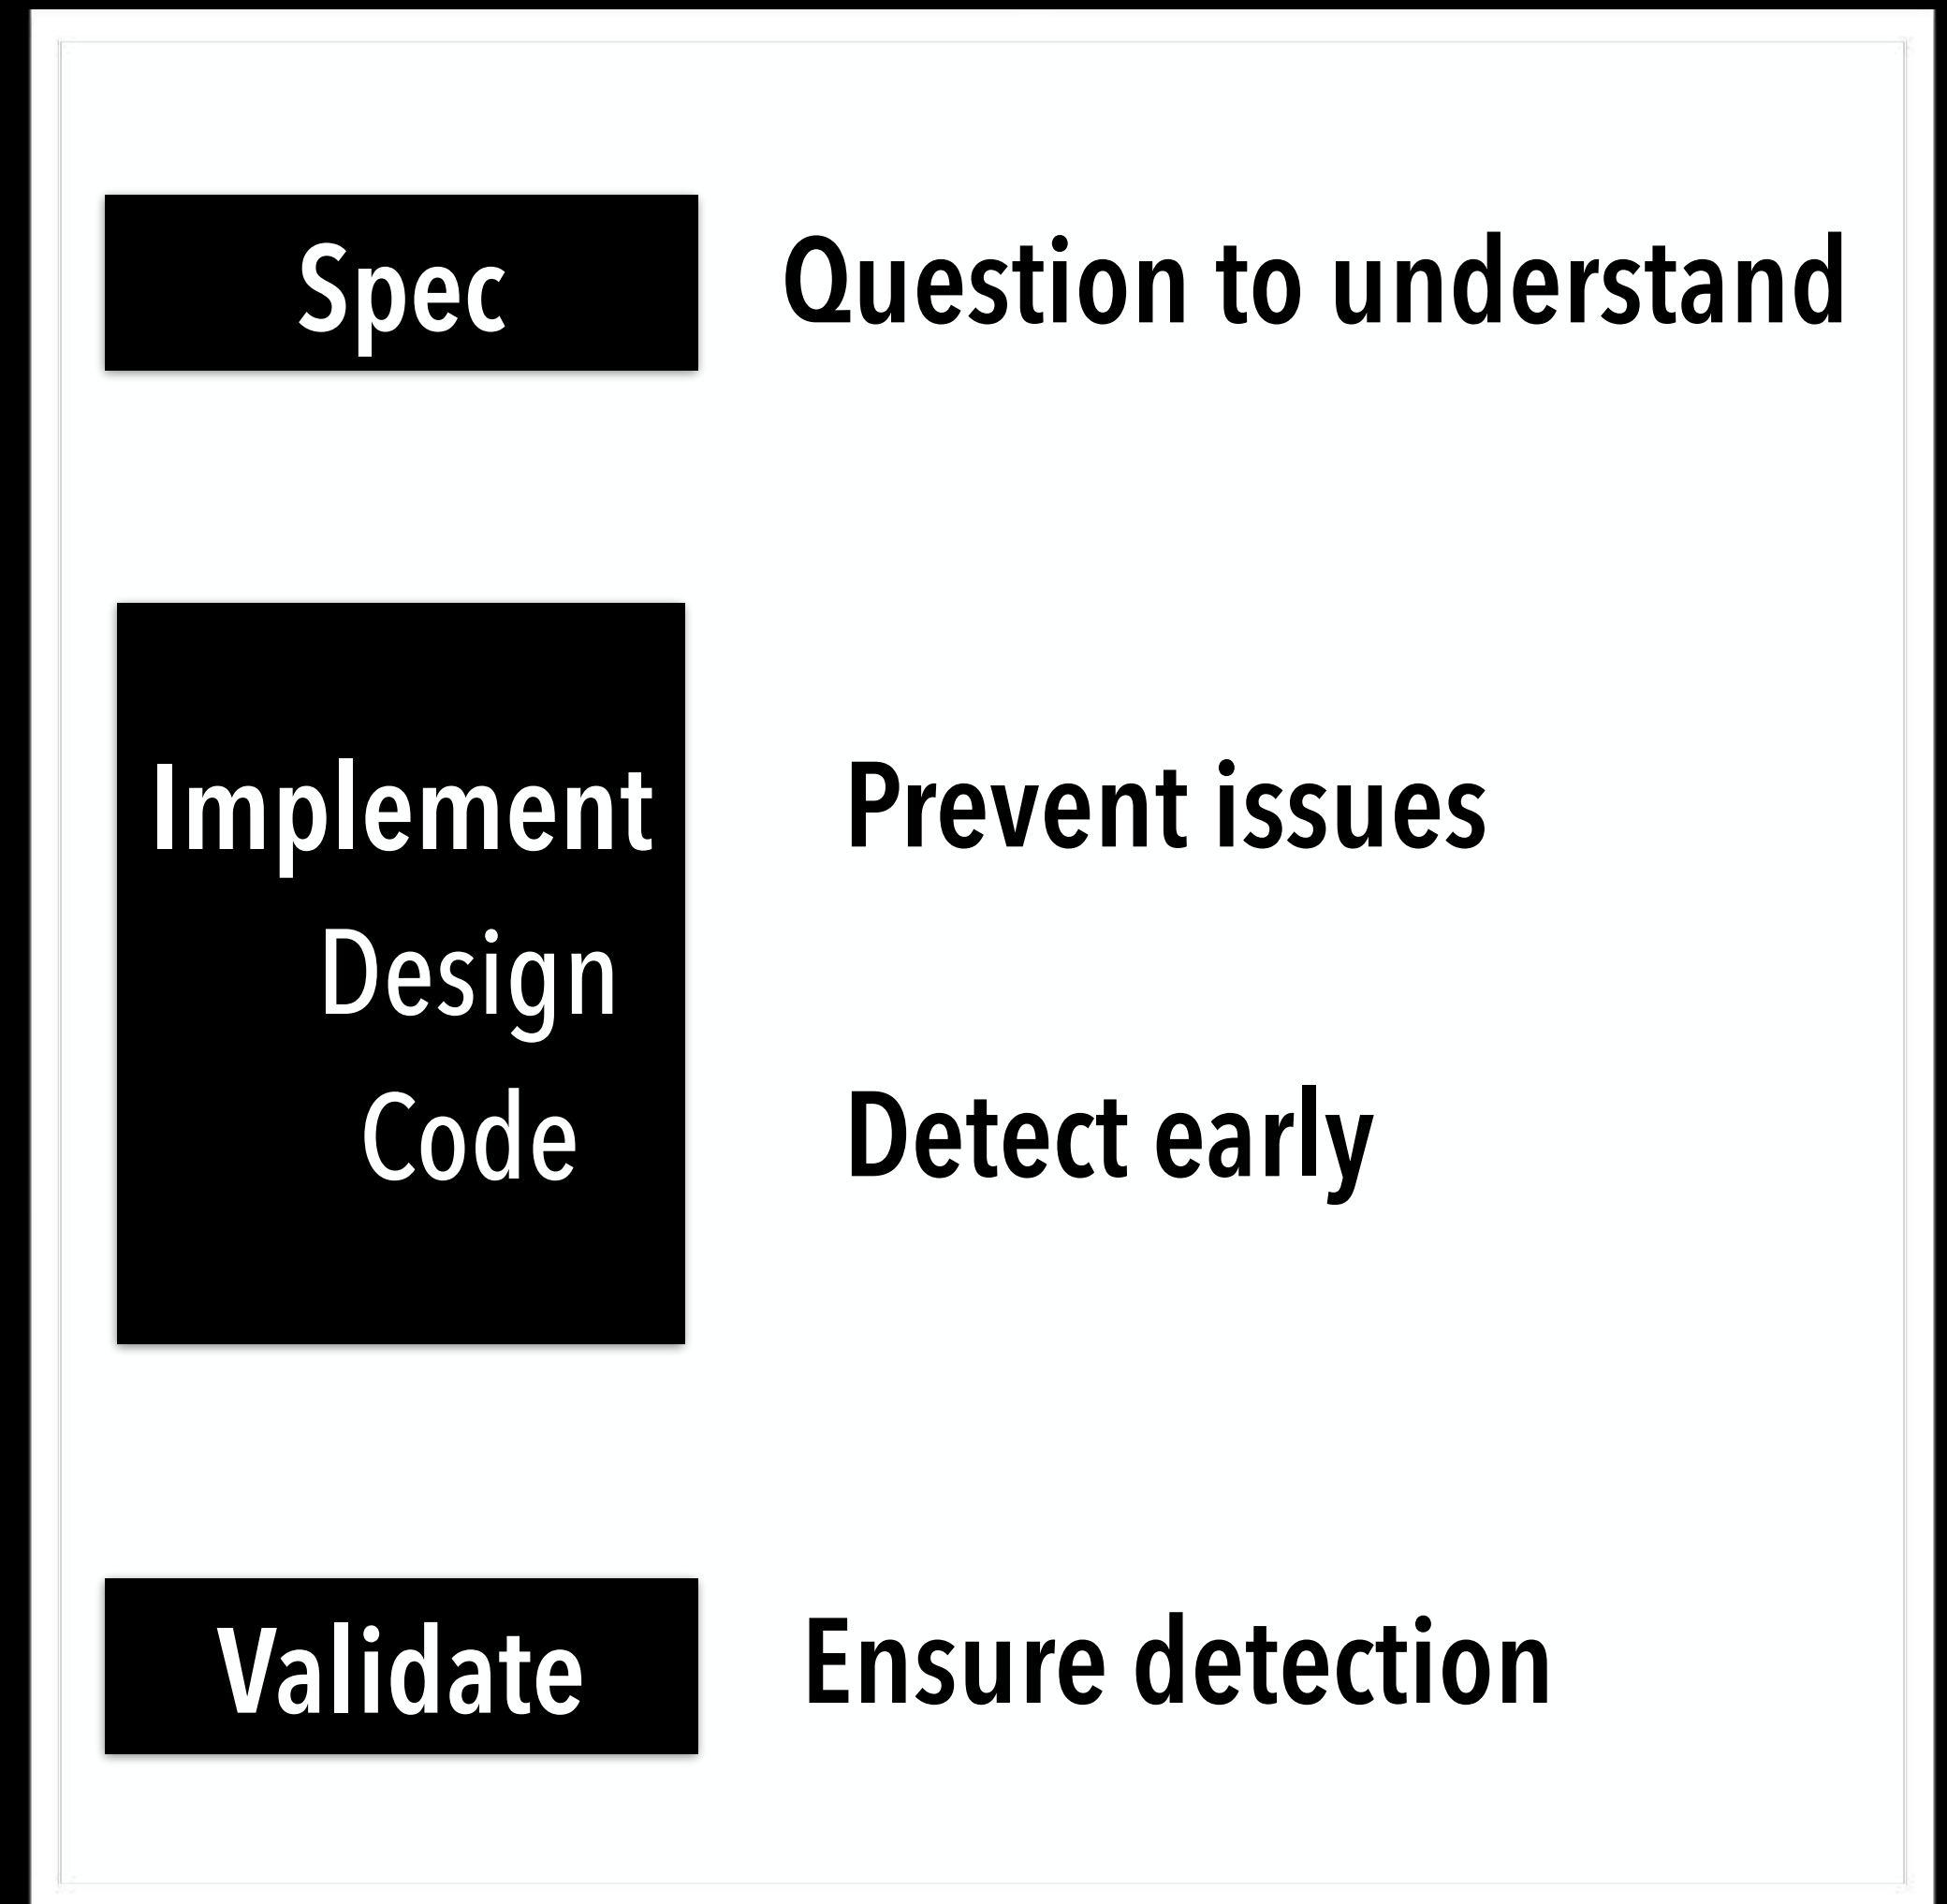 Spec
Question to understand
Implement
Prevent issues
Design
Code
Detect early
Validate
Ensure detection